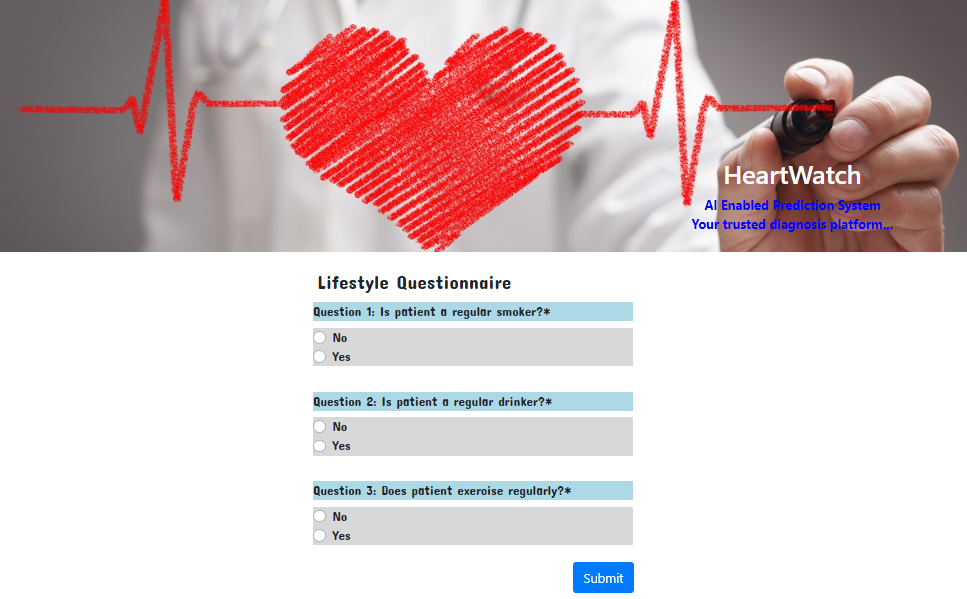 HeartWatch
AI Enabled Prediction System
Your trusted diagnosis platform...
Lifestyle Questionnaire
Question 1: Is patient a regular smoker?*
No
Yes
Question 2: Is patient a regular drinker?*
No
Yes
Question 3: Does patient exercise regularly?*
No
Yes
Submit